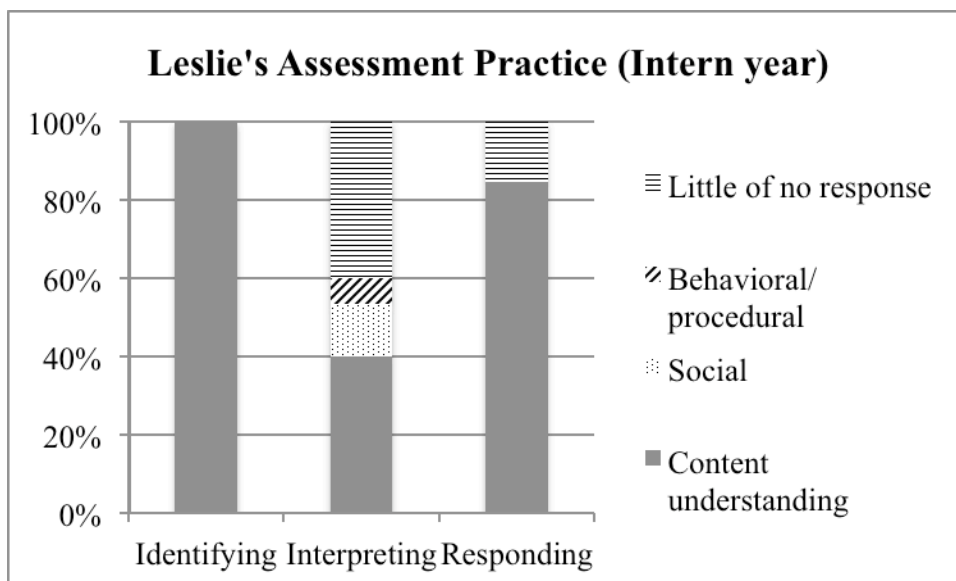 Leslie's Assessment Practice (Intern year)
100%
80%
60%
40%
20%
0%
Identifying
Interpreting
Responding
Little of no response
Behavioral/
procedural
Social
Content
understanding